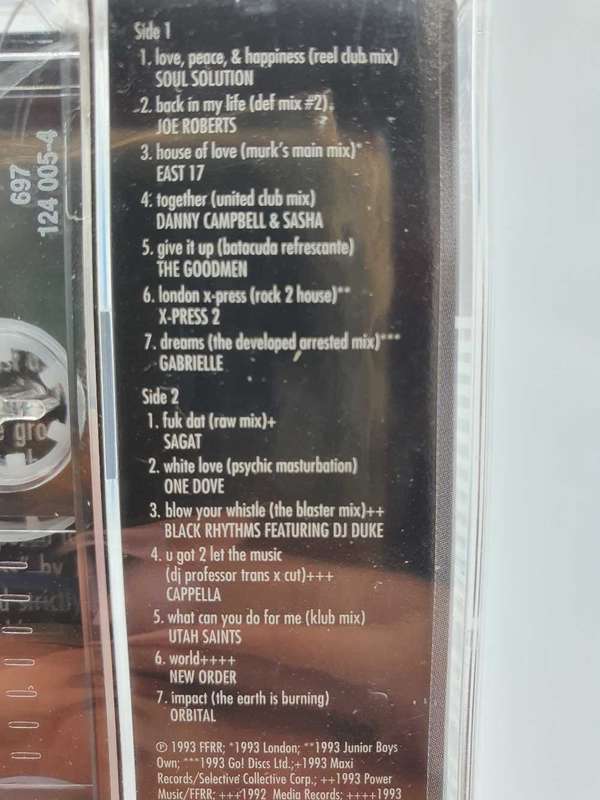 Side 1
1. love, peace, & happiness (reel club mix)
SOUL SOLUTION
2. back in my life (def mix #2)
JOE ROBERTS
3. house of love (murk's main mix)*
EAST 17
4. together (united club mix)
DANNY CAMPBELL & SASHA
5. give it up (batacuda refrescante)
THE GOODMEN
6. london x-press (rock 2 house)**
X-PRESS 2
7. dreams (the developed arrested mix)***
GABRIELLE
Side 2
1. fuk dat (raw mix)+
SAGAT
2. white love (psychic masturbation)
ONE DOVE
3. blow your whistle (the blaster mix)++
BLACK RHYTHMS FEATURING DJ DUKE
4. u got 2 let the music
(dj professor trans x cut)+++
CAPPELLA
5. what can you do for me (klub mix)
UTAH SAINTS
6. world++++
NEW ORDER
7. impact (the earth is burning)
ORBITAL
℗ 1993 FFRR; *1993 London; **1993 Junior Boys
Own; ***1993 Go! Discs Ltd.;+1993 Maxi
Records/Selective Collective Corp.; ++1993 Power
Music/FFRR; +++1992 Media Records; ++++1993
697
124 005-4
gro
by